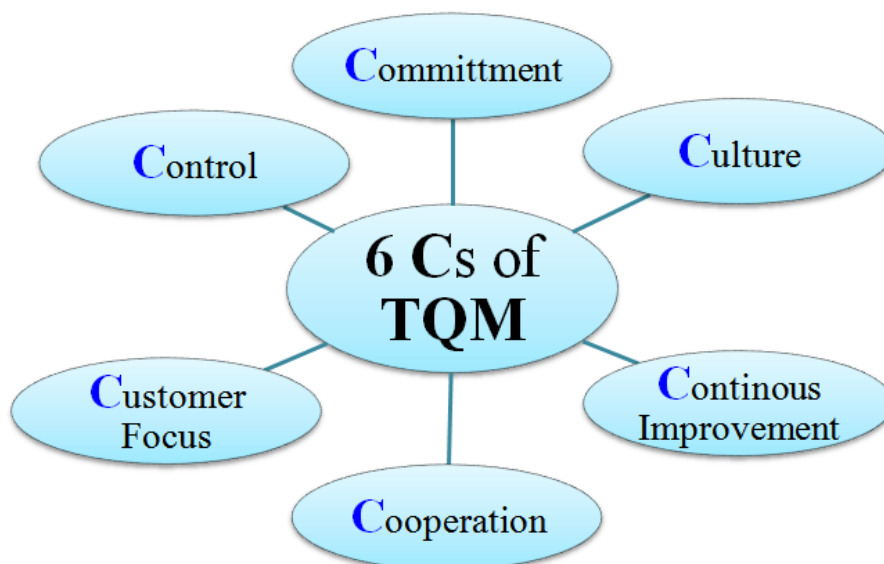 Committment
Control
Culture
6 Cs of
TQM
Customer
Focus
Continous
Improvement
Cooperation